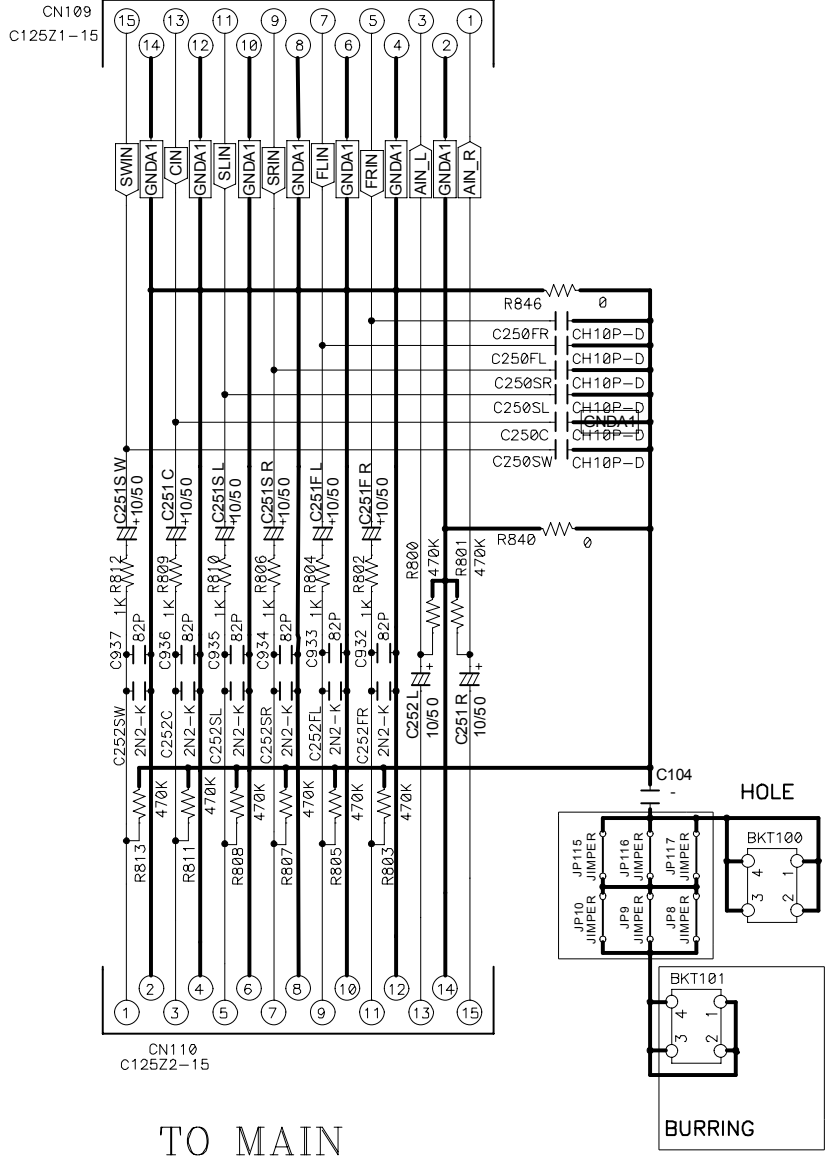 CN109
C125Z1-15
15 13 11 9 7 5 3 1
14 12 10 8 6 4 2
SWIN GNDA1 CIN GNDA1 SLIN GNDA1 SRIN GNDA1 FLIN GNDA1 FRIN GNDA1 AIN_L GNDA1 AIN_R
R846 0
C250FR CH10P-D
C250FL CH10P-D
C250SR CH10P-D
C250SL CH10P-D
GNDA1
C250C CH10P-D
C250SW CH10P-D
C251SW +10/50 C251C +10/50 C251SL +10/50 C251SR +10/50 C251FL +10/50 C251FR +10/50
R840 0
R812 1K R809 1K R810 1K R806 1K R804 1K R802 1K R800 470K R801 470K
C937 82P C936 82P C935 82P C934 82P C933 82P C932 82P
C252SW 2N2-K C252C 2N2-K C252SL 2N2-K C252SR 2N2-K C252FL 2N2-K C252FR 2N2-K C252L 10/50 + C251R 10/50 +
R813 470K R811 470K R808 470K R807 470K R805 470K R803 470K
C104
-
HOLE
BKT100
4 1
3 2
JP115 JIMPER JP116 JIMPER JP117 JIMPER
JP10 JIMPER JP9 JIMPER JP8 JIMPER
BKT101
4 1
3 2
BURRING
2 4 6 8 10 12 14
1 3 5 7 9 11 13 15
CN110
C125Z2-15
TO MAIN